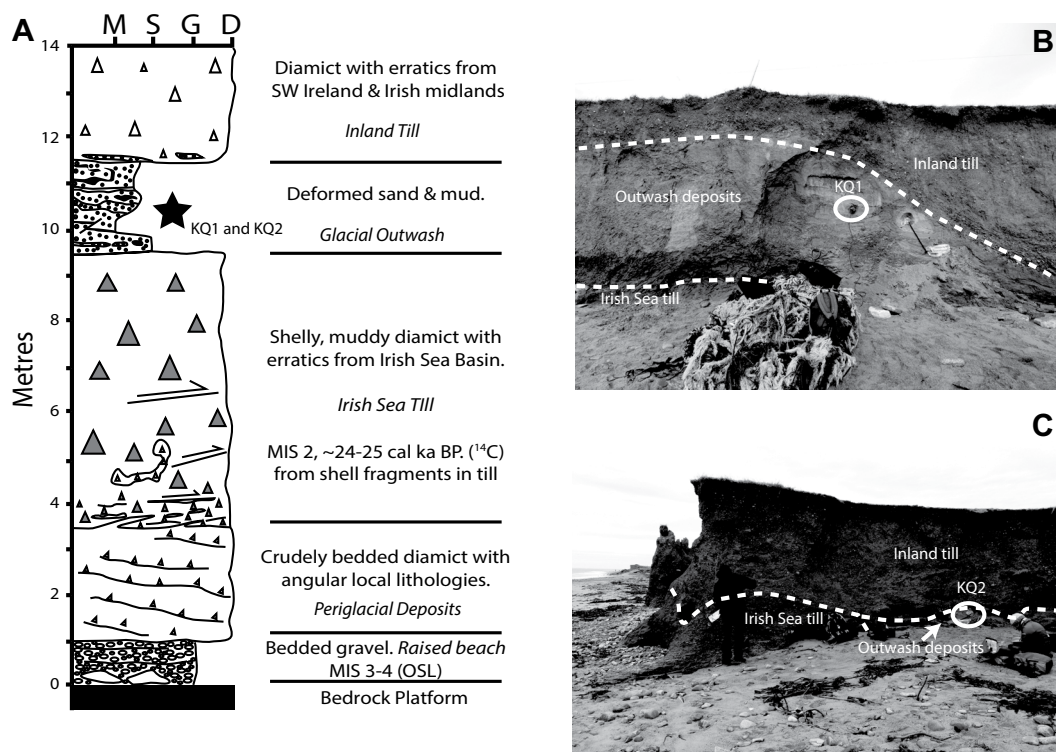 A
M S G D
14
12
10
8
6
4
2
0
Metres
Diamict with erratics from
SW Ireland & Irish midlands
Inland Till
Deformed sand & mud.
KQ1 and KQ2
Glacial Outwash
Shelly, muddy diamict with
erratics from Irish Sea Basin.
Irish Sea TIll
MIS 2, ~24-25 cal ka BP. (¹⁴C)
from shell fragments in till
Crudely bedded diamict with
angular local lithologies.
Periglacial Deposits
Bedded gravel. Raised beach
MIS 3-4 (OSL)
Bedrock Platform
B
Inland till
KQ1
Outwash deposits
Irish Sea till
C
Inland till
KQ2
Irish Sea till
Outwash deposits